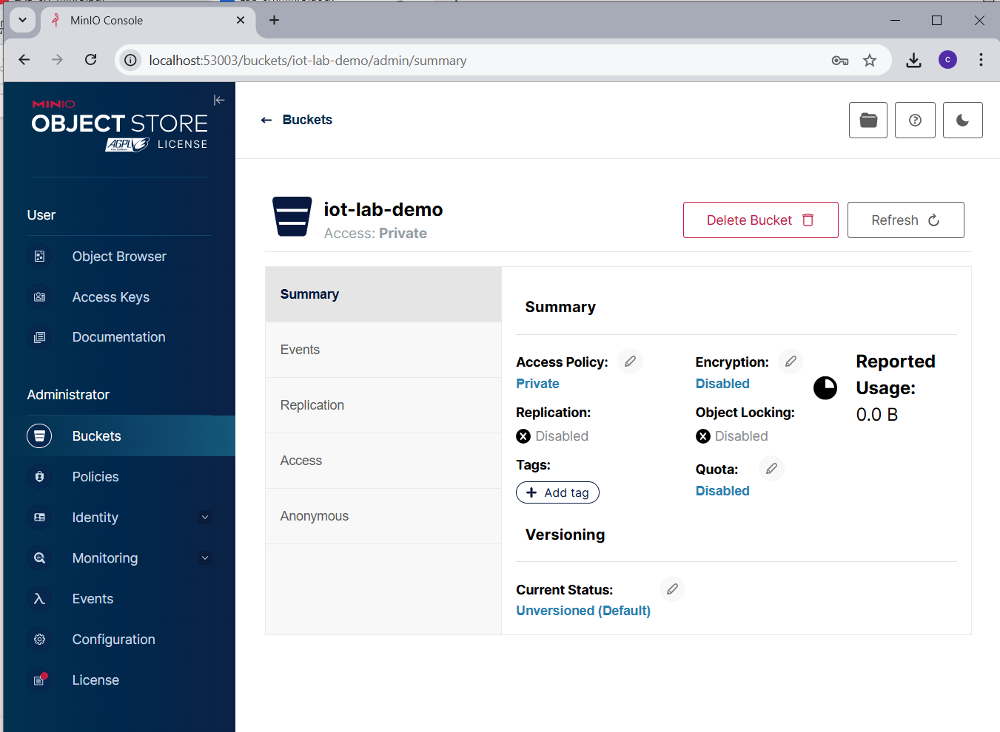 MinIO Console
localhost:53003/buckets/iot-lab-demo/admin/summary
C
MINIO
OBJECT STORE
AGPLV3 LICENSE
User
Object Browser
Access Keys
Documentation
Administrator
Buckets
Policies
Identity
Monitoring
Events
Configuration
License
Buckets
iot-lab-demo
Access: Private
Delete Bucket
Refresh
Summary
Events
Replication
Access
Anonymous
Summary
Access Policy:
Private
Encryption:
Disabled
Reported
Usage:
0.0 B
Replication:
Disabled
Object Locking:
Disabled
Tags:
Add tag
Quota:
Disabled
Versioning
Current Status:
Unversioned (Default)